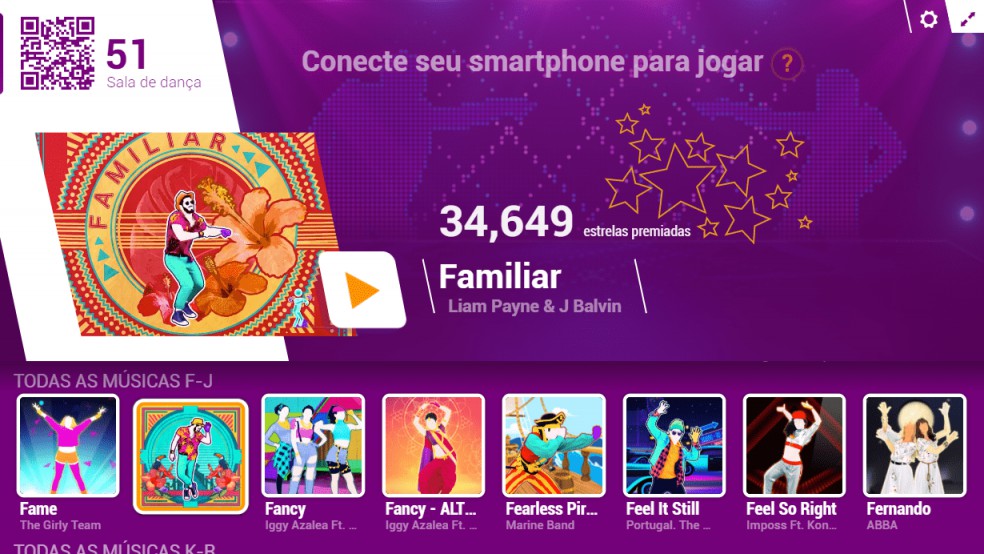 51
Sala de dança
Conecte seu smartphone para jogar ?
FAMILIAR
34,649 estrelas premiadas
Familiar
Liam Payne & J Balvin
TODAS AS MÚSICAS F-J
Fame
The Girly Team
Fancy
Iggy Azalea Ft. ...
Fancy - ALT...
Iggy Azalea Ft. ...
Fearless Pir...
Marine Band
Feel It Still
Portugal. The ...
Feel So Right
Imposs Ft. Kon...
Fernando
ABBA
TODAS AS MÚSICAS K-R